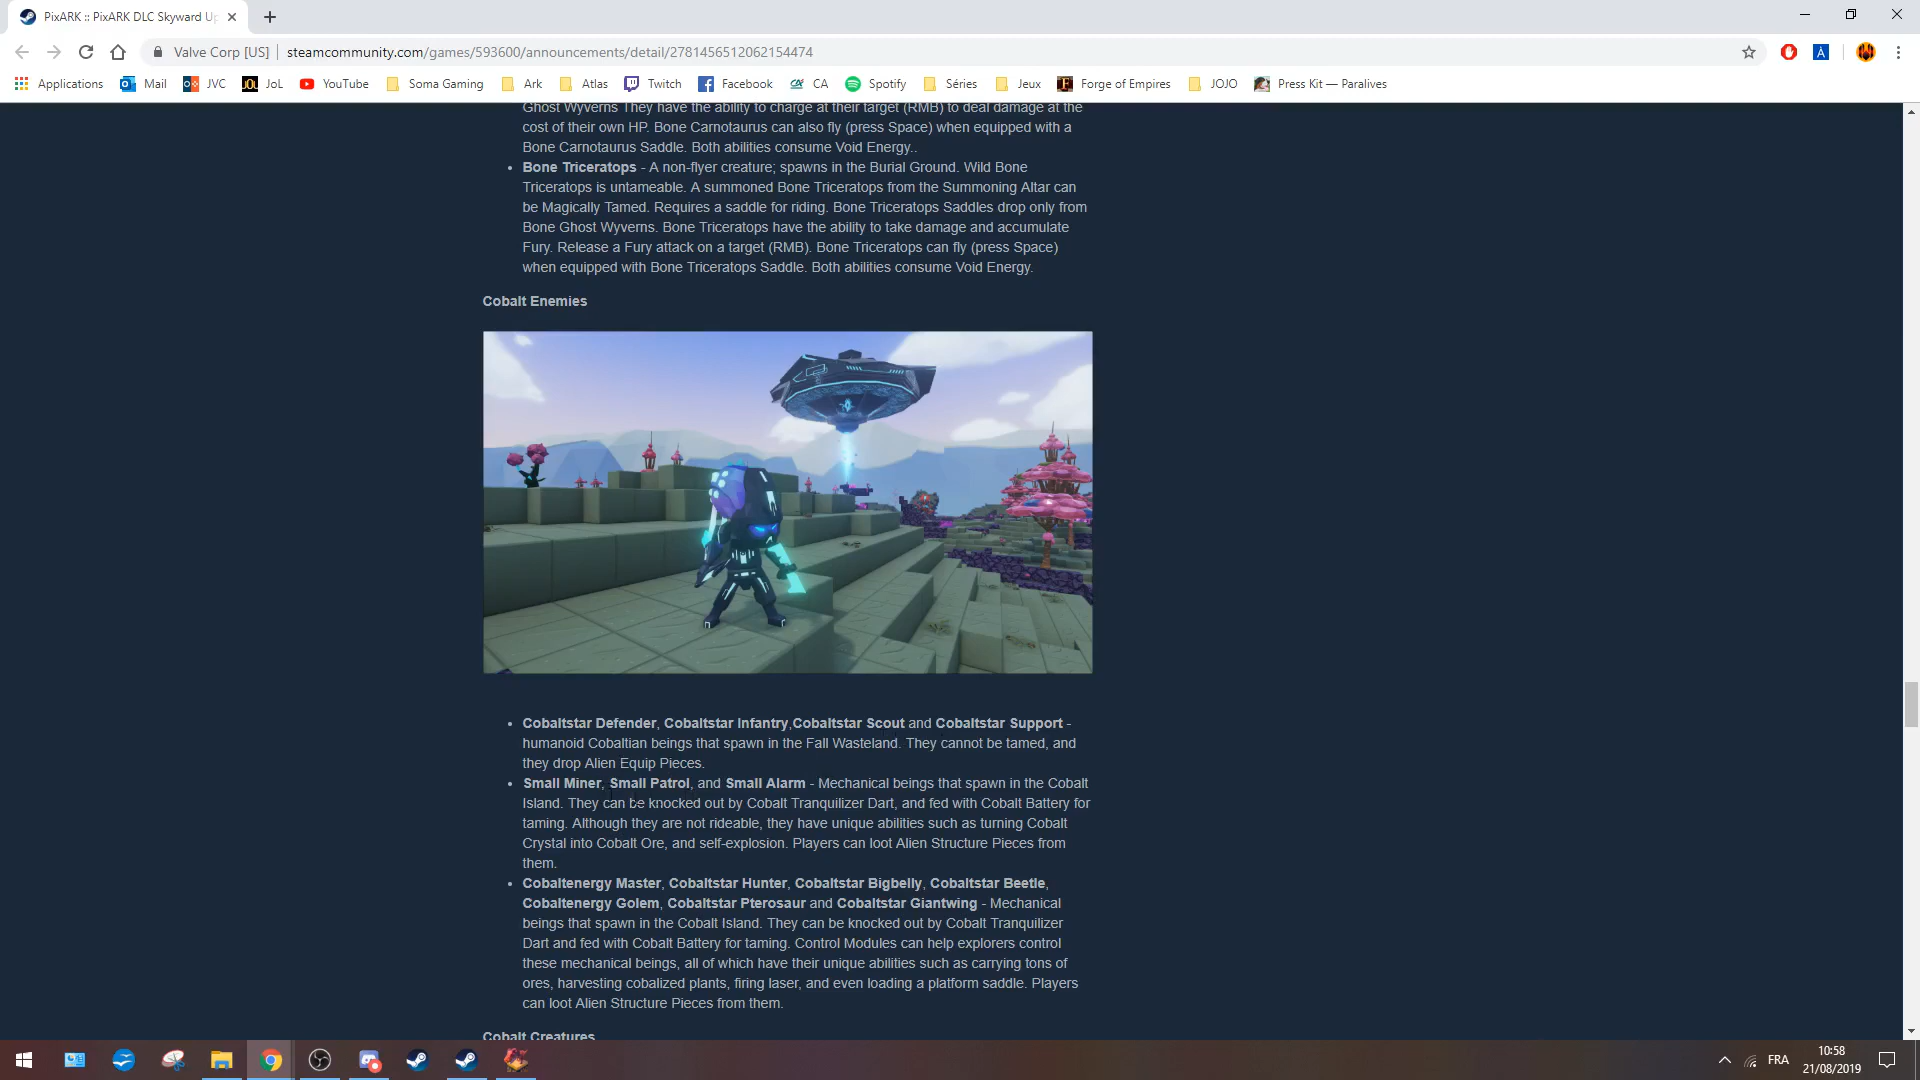 PixARK :: PixARK DLC Skyward Up
Valve Corp [US] | steamcommunity.com/games/593600/announcements/detail/2781456512062154474
Applications Mail JVC JoL YouTube Soma Gaming Ark Atlas Twitch Facebook CA Spotify Séries Jeux Forge of Empires JOJO Press Kit — Paralives
Ghost Wyverns They have the ability to charge at their target (RMB) to deal damage at the
cost of their own HP. Bone Carnotaurus can also fly (press Space) when equipped with a
Bone Carnotaurus Saddle. Both abilities consume Void Energy..
• Bone Triceratops - A non-flyer creature; spawns in the Burial Ground. Wild Bone
Triceratops is untameable. A summoned Bone Triceratops from the Summoning Altar can
be Magically Tamed. Requires a saddle for riding. Bone Triceratops Saddles drop only from
Bone Ghost Wyverns. Bone Triceratops have the ability to take damage and accumulate
Fury. Release a Fury attack on a target (RMB). Bone Triceratops can fly (press Space)
when equipped with Bone Triceratops Saddle. Both abilities consume Void Energy.
Cobalt Enemies
• Cobaltstar Defender, Cobaltstar Infantry,Cobaltstar Scout and Cobaltstar Support -
humanoid Cobaltian beings that spawn in the Fall Wasteland. They cannot be tamed, and
they drop Alien Equip Pieces.
• Small Miner, Small Patrol, and Small Alarm - Mechanical beings that spawn in the Cobalt
Island. They can be knocked out by Cobalt Tranquilizer Dart, and fed with Cobalt Battery for
taming. Although they are not rideable, they have unique abilities such as turning Cobalt
Crystal into Cobalt Ore, and self-explosion. Players can loot Alien Structure Pieces from
them.
• Cobaltenergy Master, Cobaltstar Hunter, Cobaltstar Bigbelly, Cobaltstar Beetle,
Cobaltenergy Golem, Cobaltstar Pterosaur and Cobaltstar Giantwing - Mechanical
beings that spawn in the Cobalt Island. They can be knocked out by Cobalt Tranquilizer
Dart and fed with Cobalt Battery for taming. Control Modules can help explorers control
these mechanical beings, all of which have their unique abilities such as carrying tons of
ores, harvesting cobalized plants, firing laser, and even loading a platform saddle. Players
can loot Alien Structure Pieces from them.
Cobalt Creatures
FRA
10:58
21/08/2019